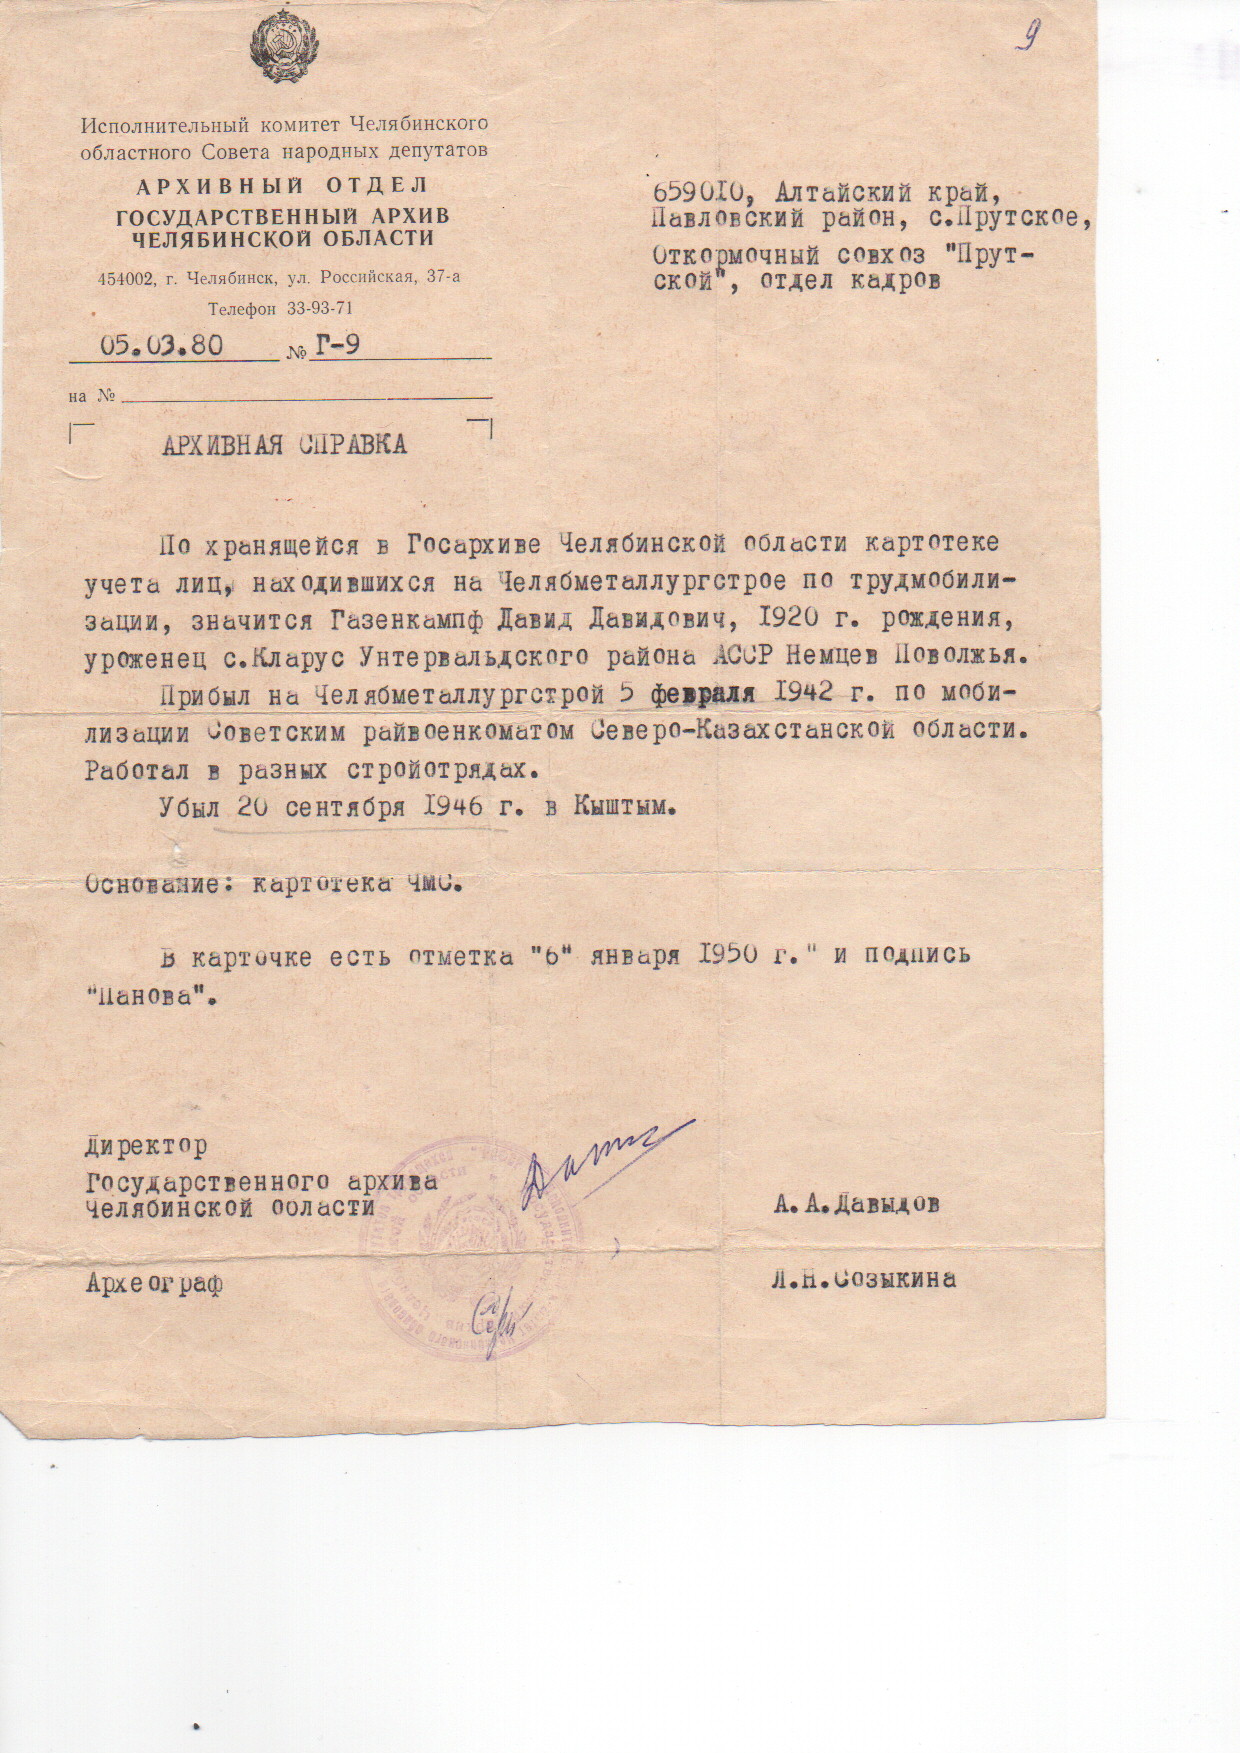 9
Исполнительный комитет Челябинского
областного Совета народных депутатов
АРХИВНЫЙ ОТДЕЛ
ГОСУДАРСТВЕННЫЙ АРХИВ
ЧЕЛЯБИНСКОЙ ОБЛАСТИ
454002, г. Челябинск, ул. Российская, 37-а
Телефон 33-93-71
05.03.80 № Г-9
на №
659010, Алтайский край,
Павловский район, с.Прутское,
Откормочный совхоз "Прут-
ской", отдел кадров
АРХИВНАЯ СПРАВКА
По хранящейся в Госархиве Челябинской области картотеке
учета лиц, находившихся на Челябметаллургстрое по трудмобили-
зации, значится Газенкампф Давид Давидович, 1920 г. рождения,
уроженец с.Кларус Унтервальдского района АССР Немцев Поволжья.
Прибыл на Челябметаллургстрой 5 февраля 1942 г. по моби-
лизации Советским райвоенкоматом Северо-Казахстанской области.
Работал в разных стройотрядах.
Убыл 20 сентября 1946 г. в Кыштым.
Основание: картотека ЧМС.
В карточке есть отметка "6" января 1950 г." и подпись
"Панова".
Директор
Государственного архива
Челябинской области
А.А.Давыдов
Археограф
Л.Н.Созыкина